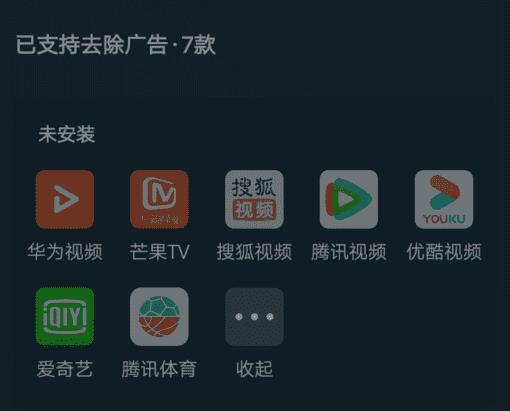 已支持去除广告·7款
未安装
搜狐
视频
YOUKU
华为视频
芒果TV
搜狐视频
腾讯视频
优酷视频
QIYI
爱奇艺
腾讯体育
收起